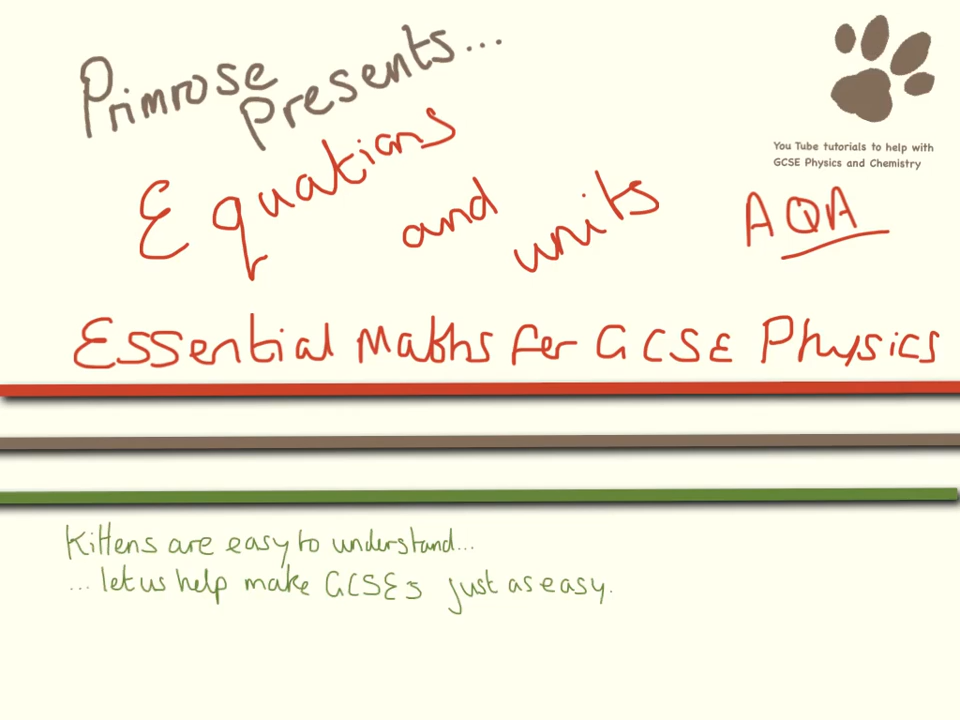 Primrose
Presents...
You Tube tutorials to help with
GCSE Physics and Chemistry
Equations and units AQA
Essential Maths for GCSE Physics
Kittens are easy to understand...
... let us help make GCSEs just as easy.